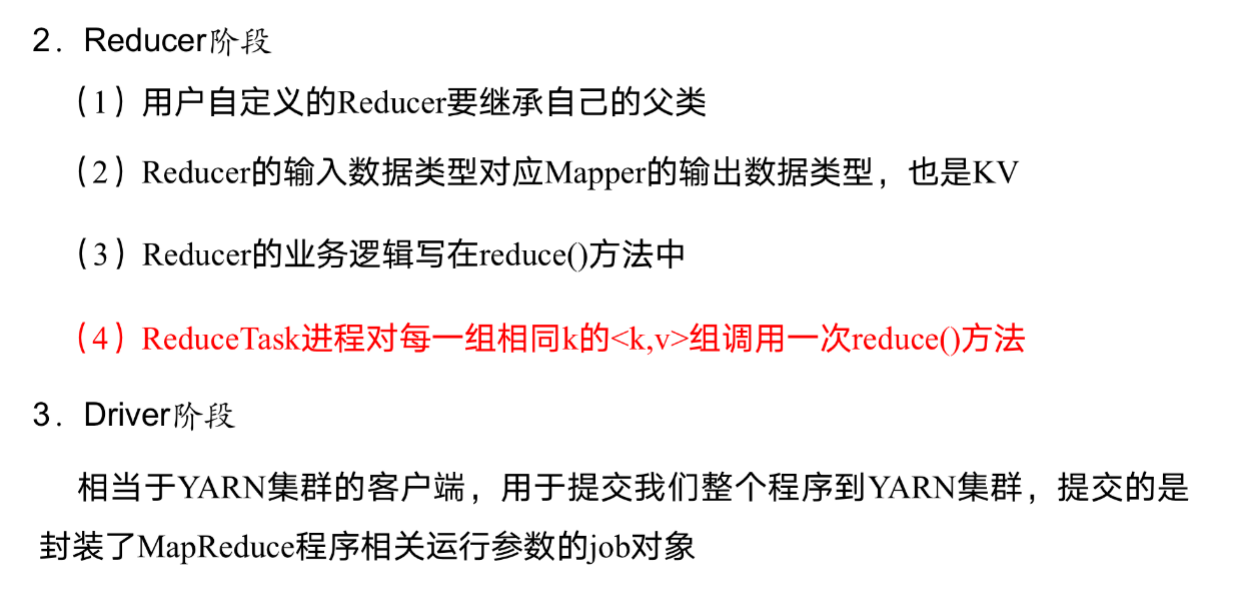 2．Reducer阶段
（1）用户自定义的Reducer要继承自己的父类
（2）Reducer的输入数据类型对应Mapper的输出数据类型，也是KV
（3）Reducer的业务逻辑写在reduce()方法中
（4）ReduceTask进程对每一组相同k的<k,v>组调用一次reduce()方法
3．Driver阶段
相当于YARN集群的客户端，用于提交我们整个程序到YARN集群，提交的是
封装了MapReduce程序相关运行参数的job对象